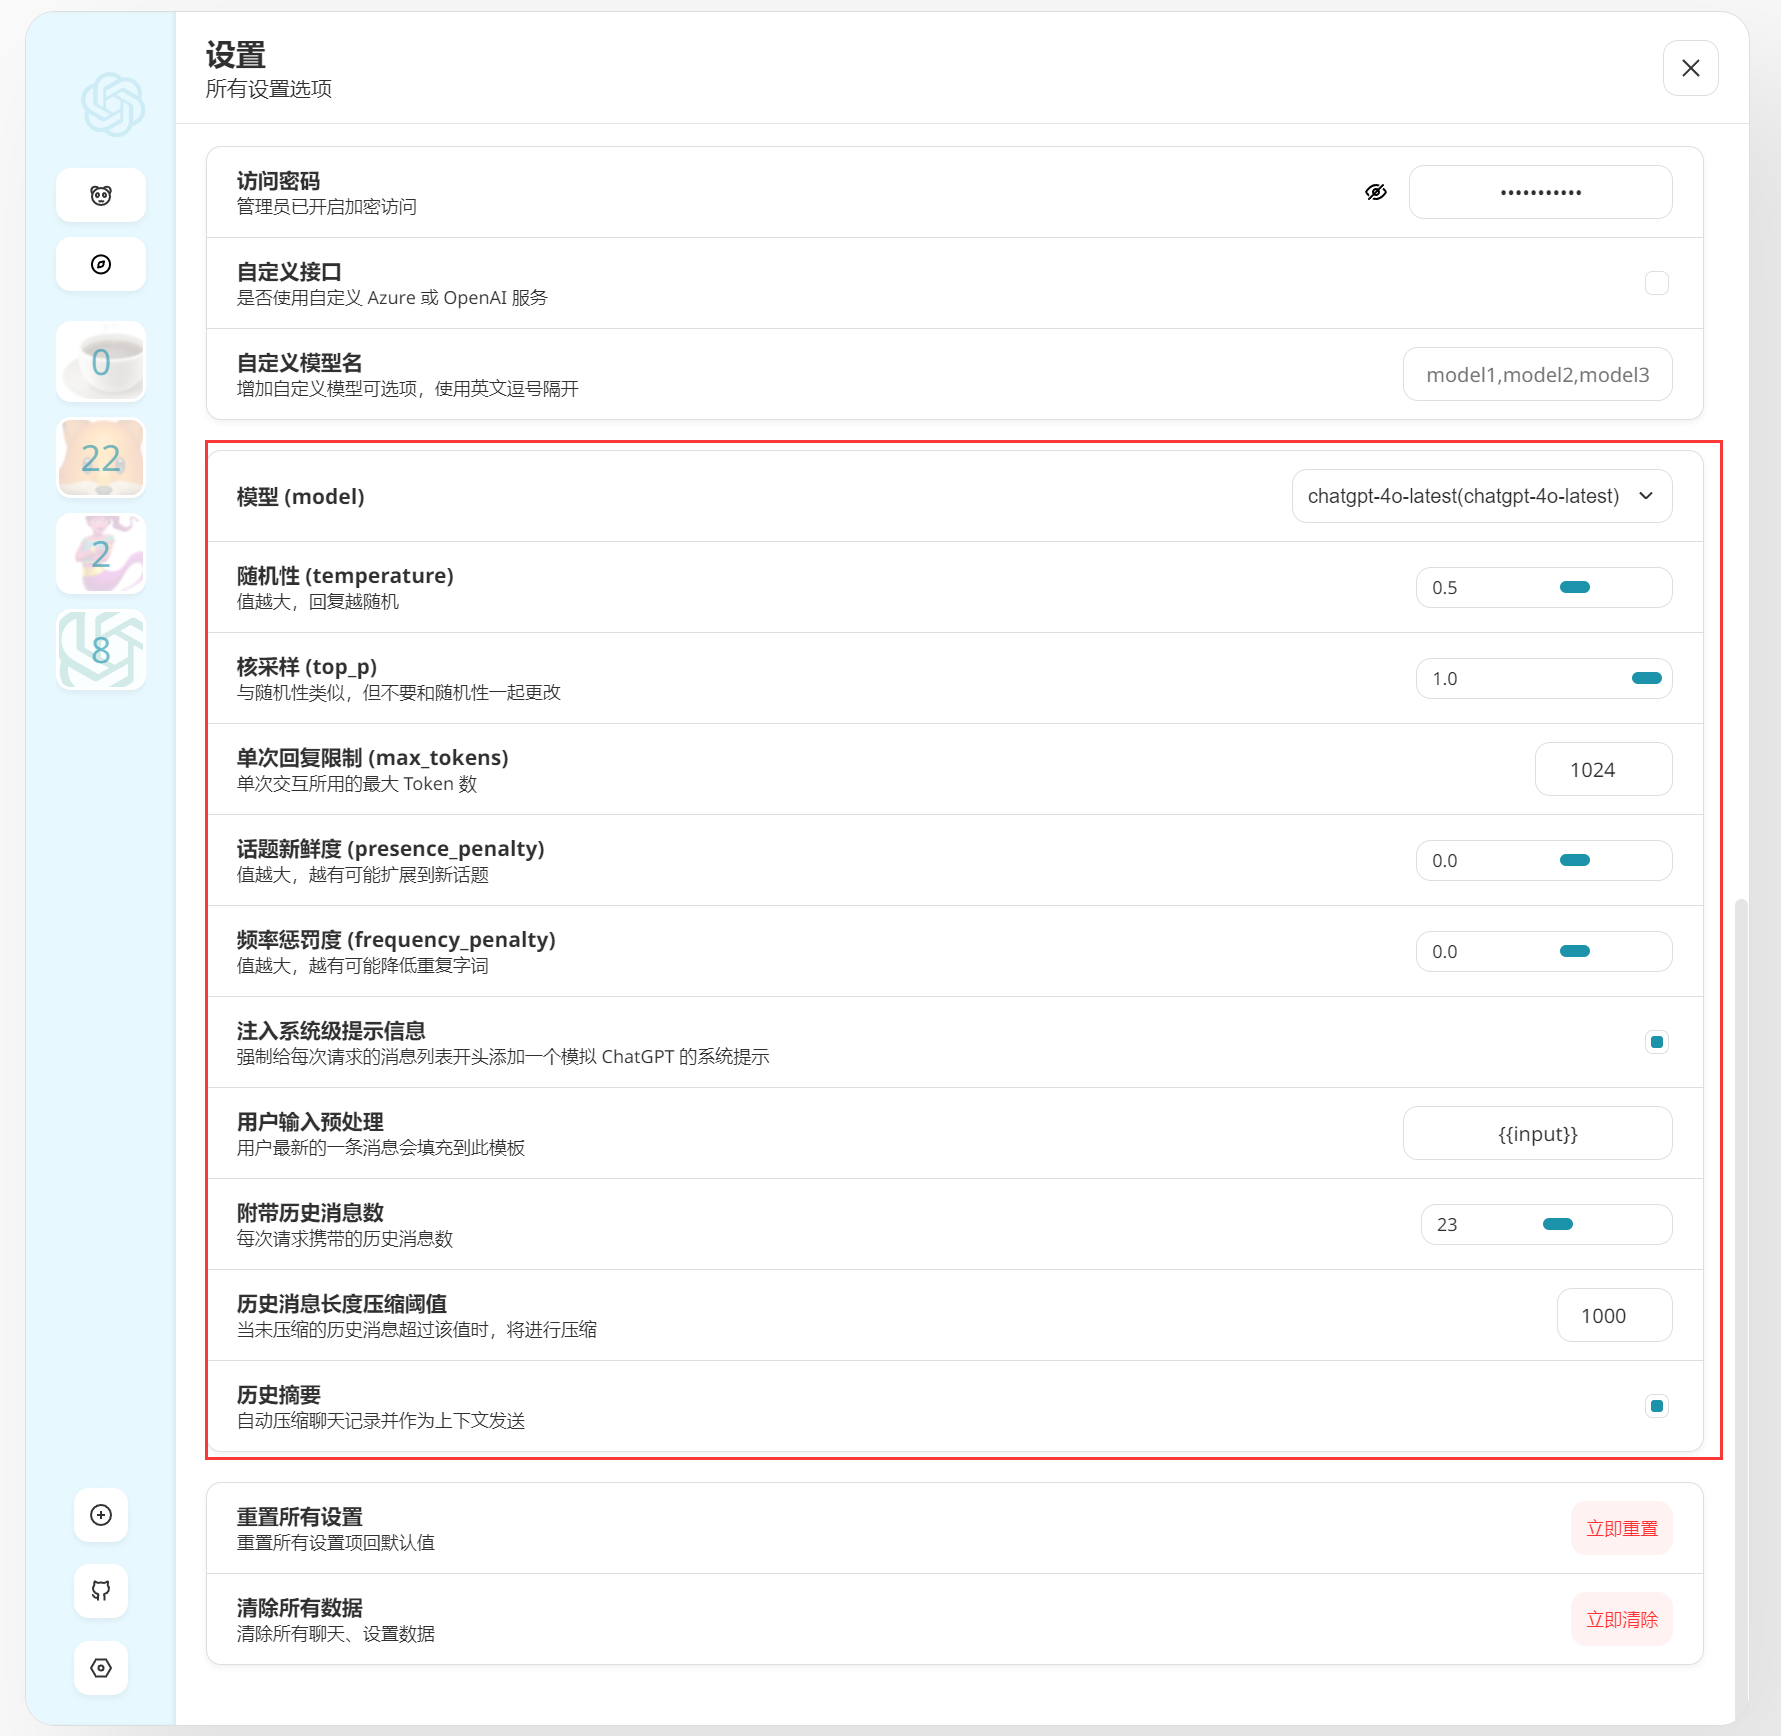 设置
所有设置选项
0
22
2
8
访问密码
管理员已开启加密访问
•••••••••••
自定义接口
是否使用自定义 Azure 或 OpenAI 服务
自定义模型名
增加自定义模型可选项，使用英文逗号隔开
model1,model2,model3
模型 (model)
chatgpt-4o-latest(chatgpt-4o-latest)
随机性 (temperature)
值越大，回复越随机
0.5
核采样 (top_p)
与随机性类似，但不要和随机性一起更改
1.0
单次回复限制 (max_tokens)
单次交互所用的最大 Token 数
1024
话题新鲜度 (presence_penalty)
值越大，越有可能扩展到新话题
0.0
频率惩罚度 (frequency_penalty)
值越大，越有可能降低重复字词
0.0
注入系统级提示信息
强制给每次请求的消息列表开头添加一个模拟 ChatGPT 的系统提示
用户输入预处理
用户最新的一条消息会填充到此模板
{{input}}
附带历史消息数
每次请求携带的历史消息数
23
历史消息长度压缩阈值
当未压缩的历史消息超过该值时，将进行压缩
1000
历史摘要
自动压缩聊天记录并作为上下文发送
重置所有设置
重置所有设置项回默认值
立即重置
清除所有数据
清除所有聊天、设置数据
立即清除